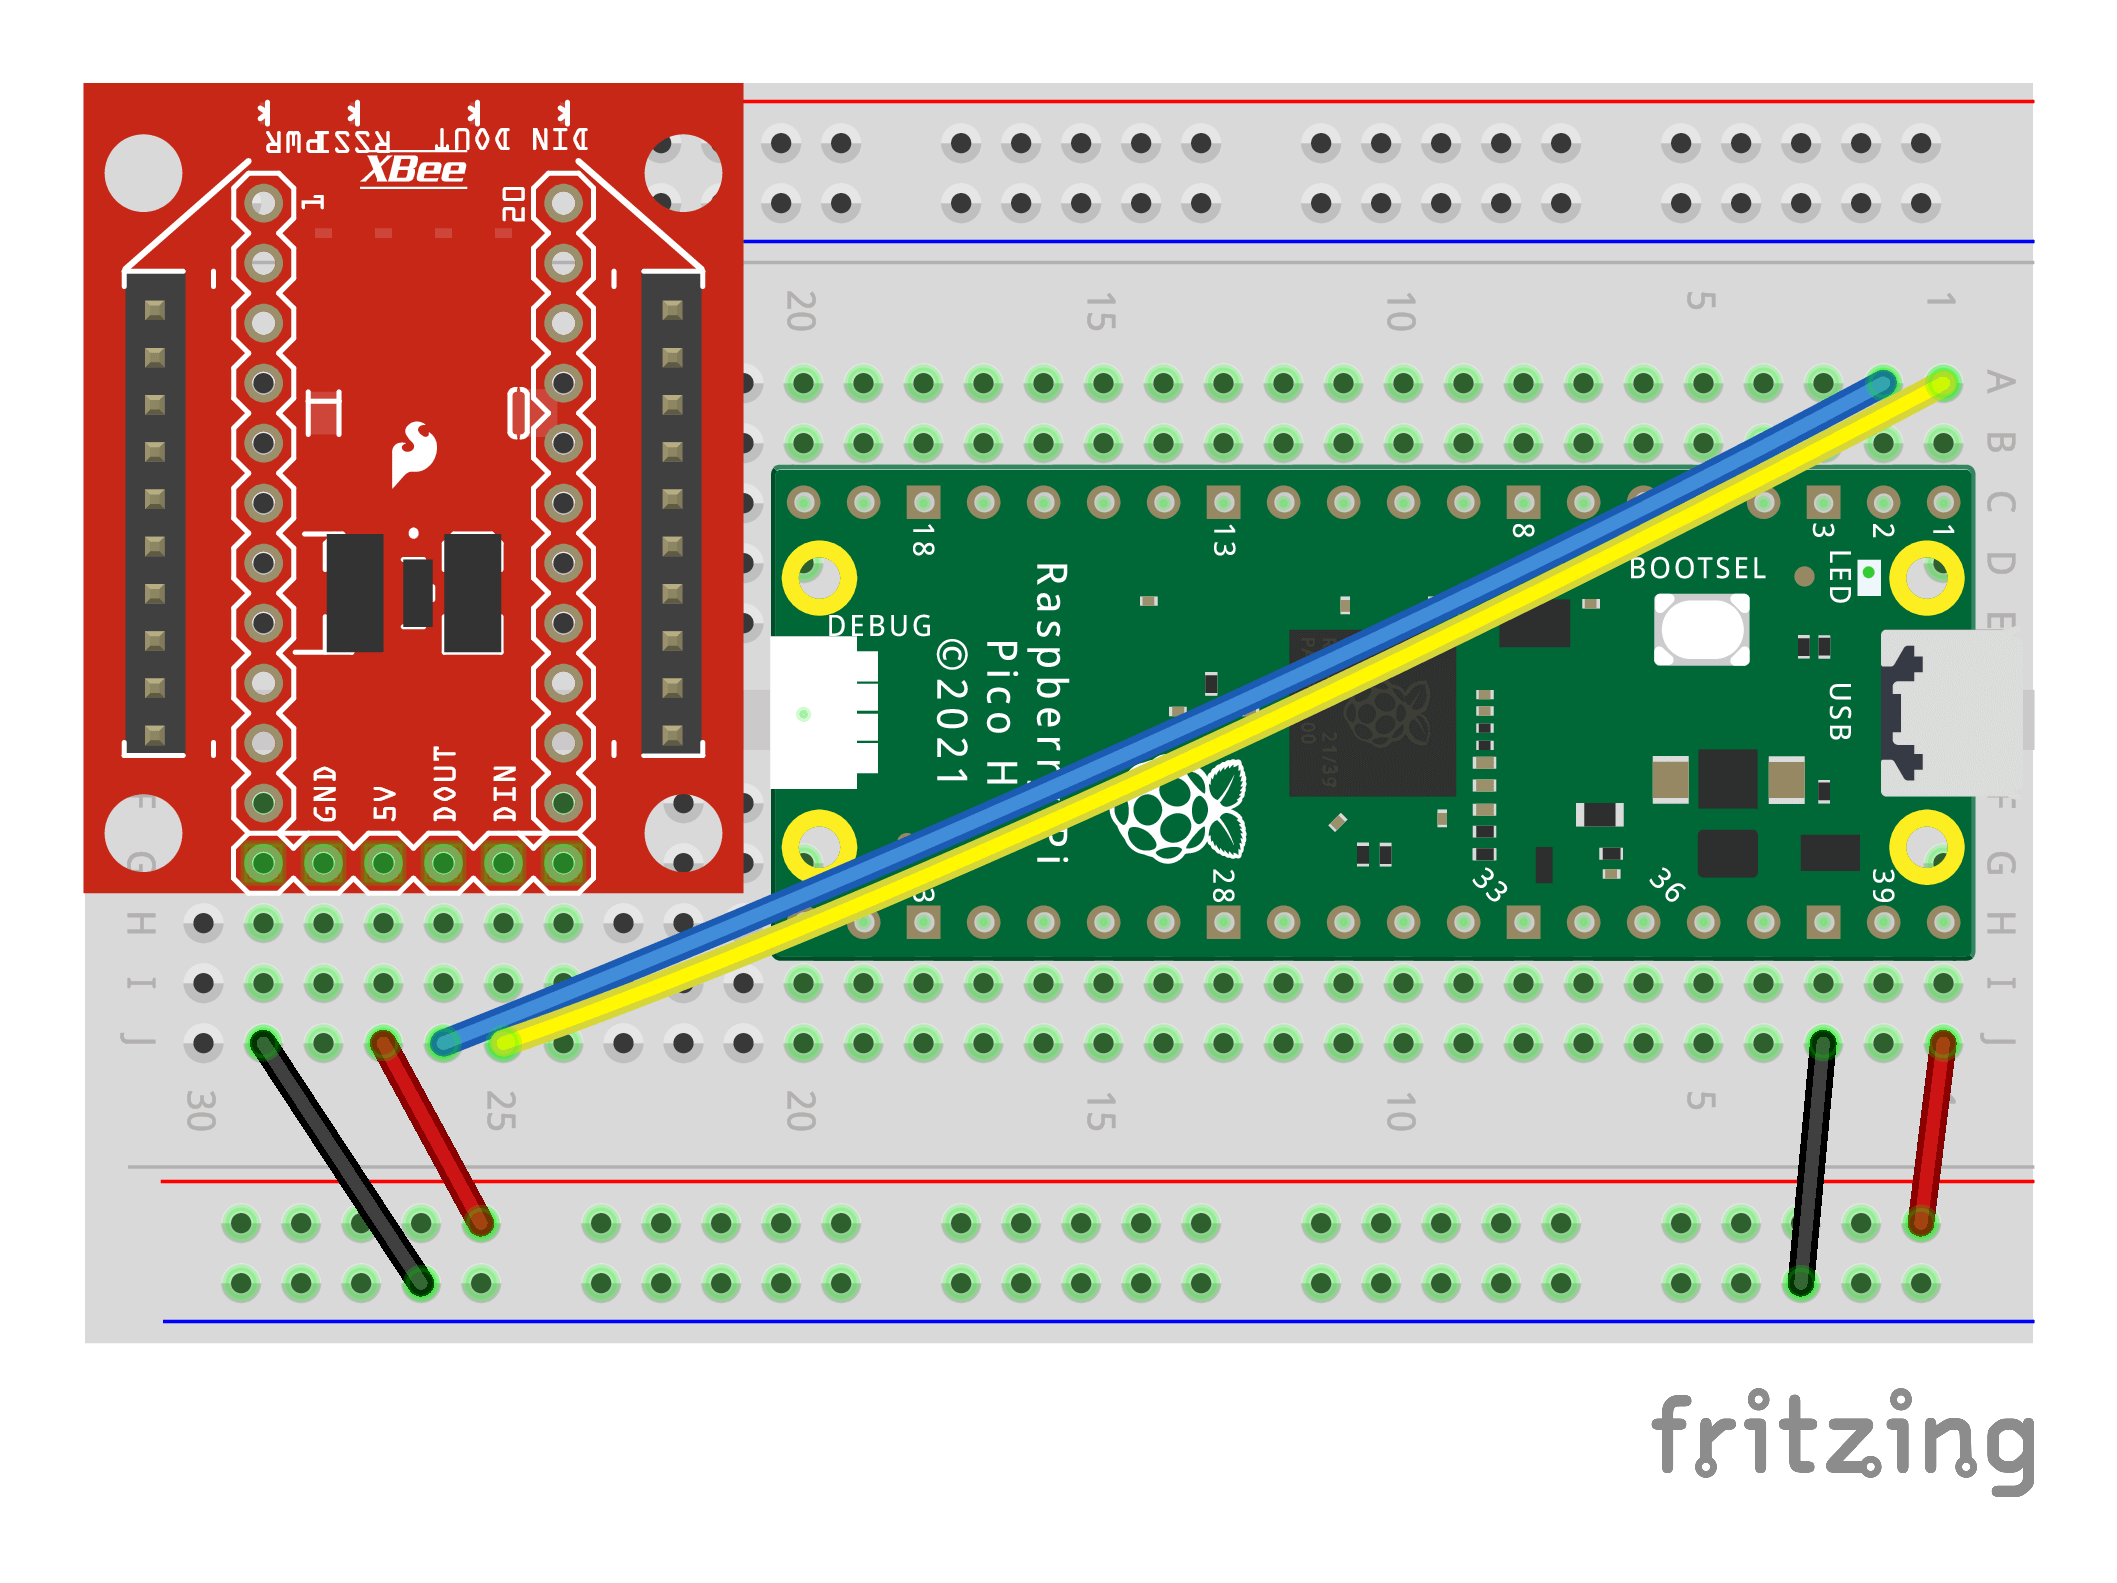 PWR RSSI DOUT DIN
XBee
1 20
GND 5V DOUT DIN
20 15 10 5 1
A
B
C
D
E
F
G
H
I
J
18 13 8 3 2 1
DEBUG
BOOTSEL
LED
USB
Pico H
©2021
21/39
28 33 36 39
F
G
H
I
J
30 25 20 15 10 5
fritzing